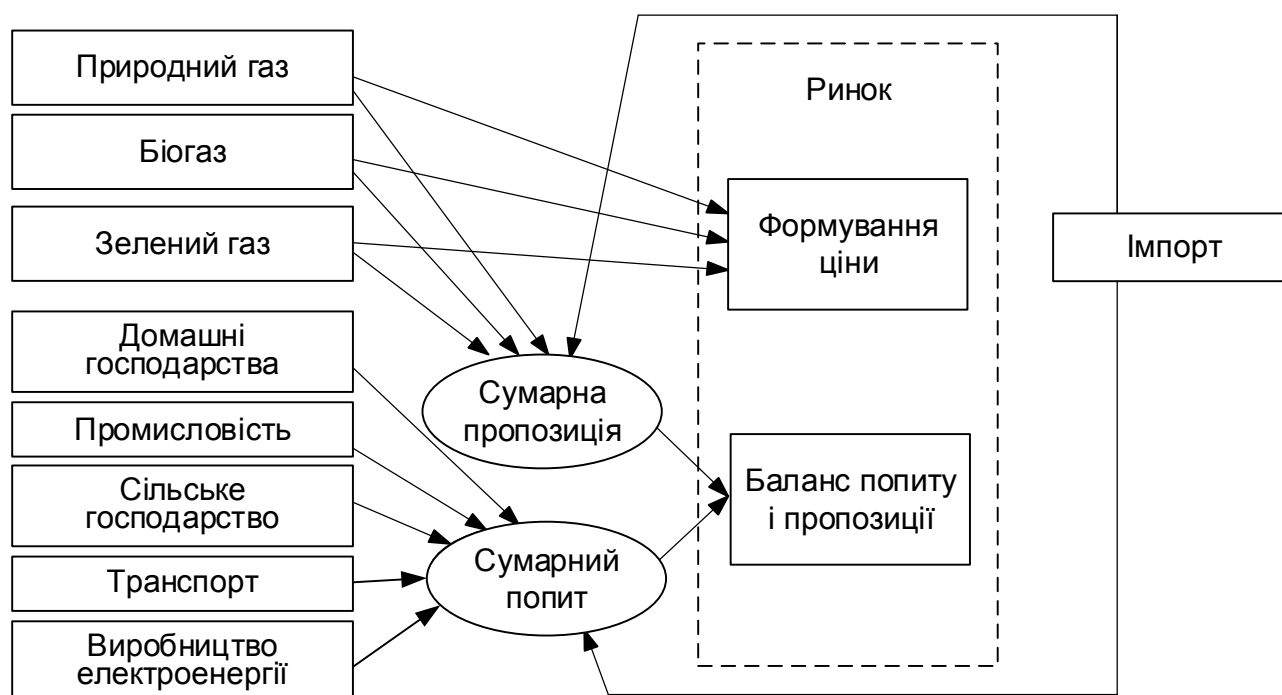 Природний газ
Біогаз
Зелений газ
Домашні
господарства
Промисловість
Сільське
господарство
Транспорт
Виробництво
електроенергії
Сумарна
пропозиція
Сумарний
попит
Ринок
Формування
ціни
Баланс попиту
і пропозиції
Імпорт